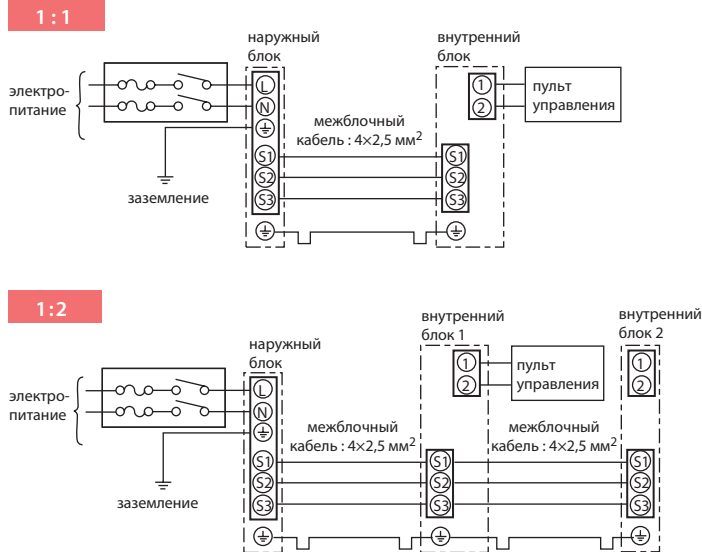 1 : 1
наружный
блок
внутренний
блок
электро-
питание
L
N
S1
S2
S3
заземление
межблочный
кабель : 4×2,5 мм²
S1
S2
S3
1
2
пульт
управления
1:2
наружный
блок
внутренний
блок 1
внутренний
блок 2
электро-
питание
L
N
S1
S2
S3
заземление
межблочный
кабель : 4×2,5 мм²
1
2
пульт
управления
S1
S2
S3
межблочный
кабель : 4×2,5 мм²
1
2
S1
S2
S3